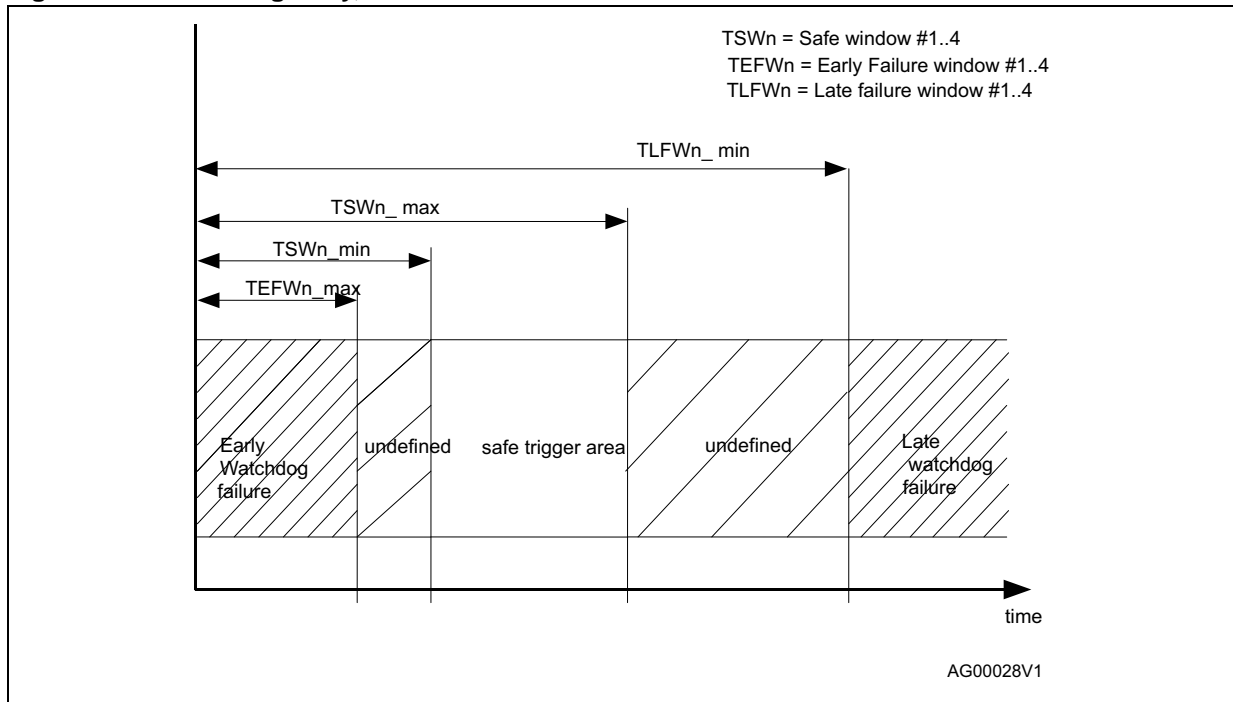 TSWn = Safe window #1..4
TEFWn = Early Failure window #1..4
TLFWn = Late failure window #1..4
TLFWn_ min
TSWn_ max
TSWn_min
TEFWn_max
Early
Watchdog
failure
undefined
safe trigger area
undefined
Late
watchdog
failure
time
AG00028V1